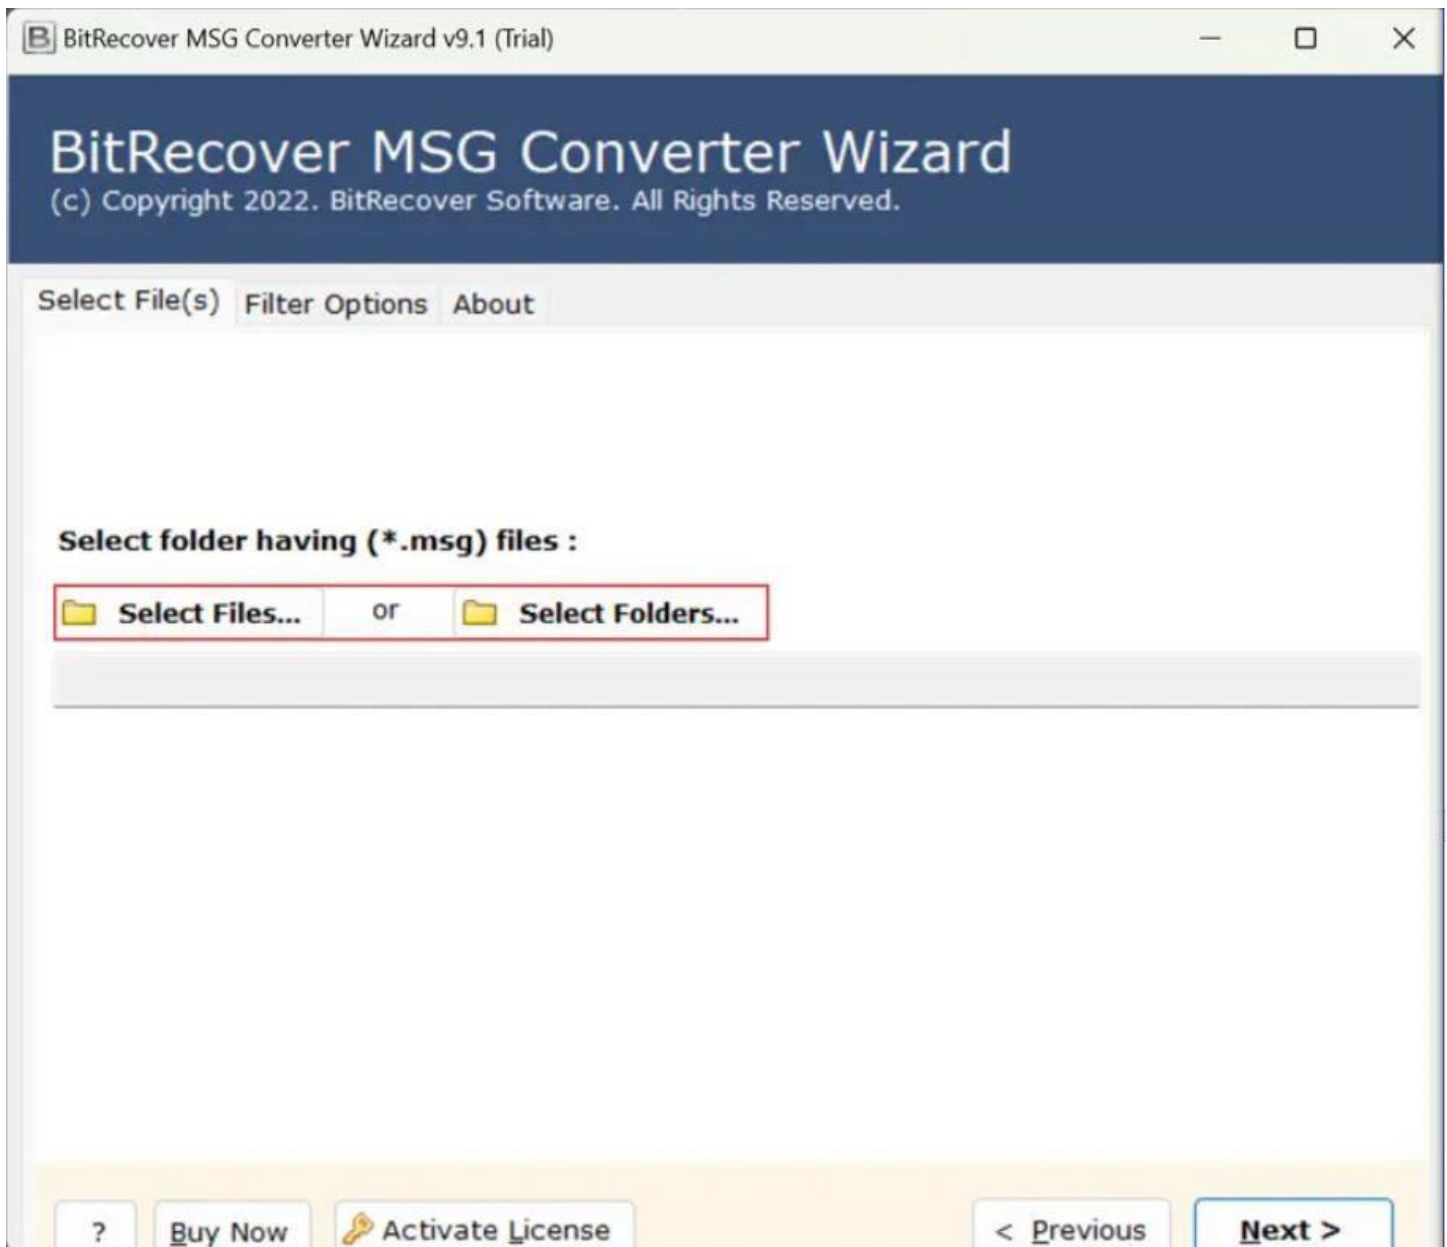 BitRecover MSG Converter Wizard v9.1 (Trial)
BitRecover MSG Converter Wizard
(c) Copyright 2022. BitRecover Software. All Rights Reserved.
Select File(s) Filter Options About
Select folder having (*.msg) files :
Select Files... or Select Folders...
? Buy Now Activate License < Previous Next >